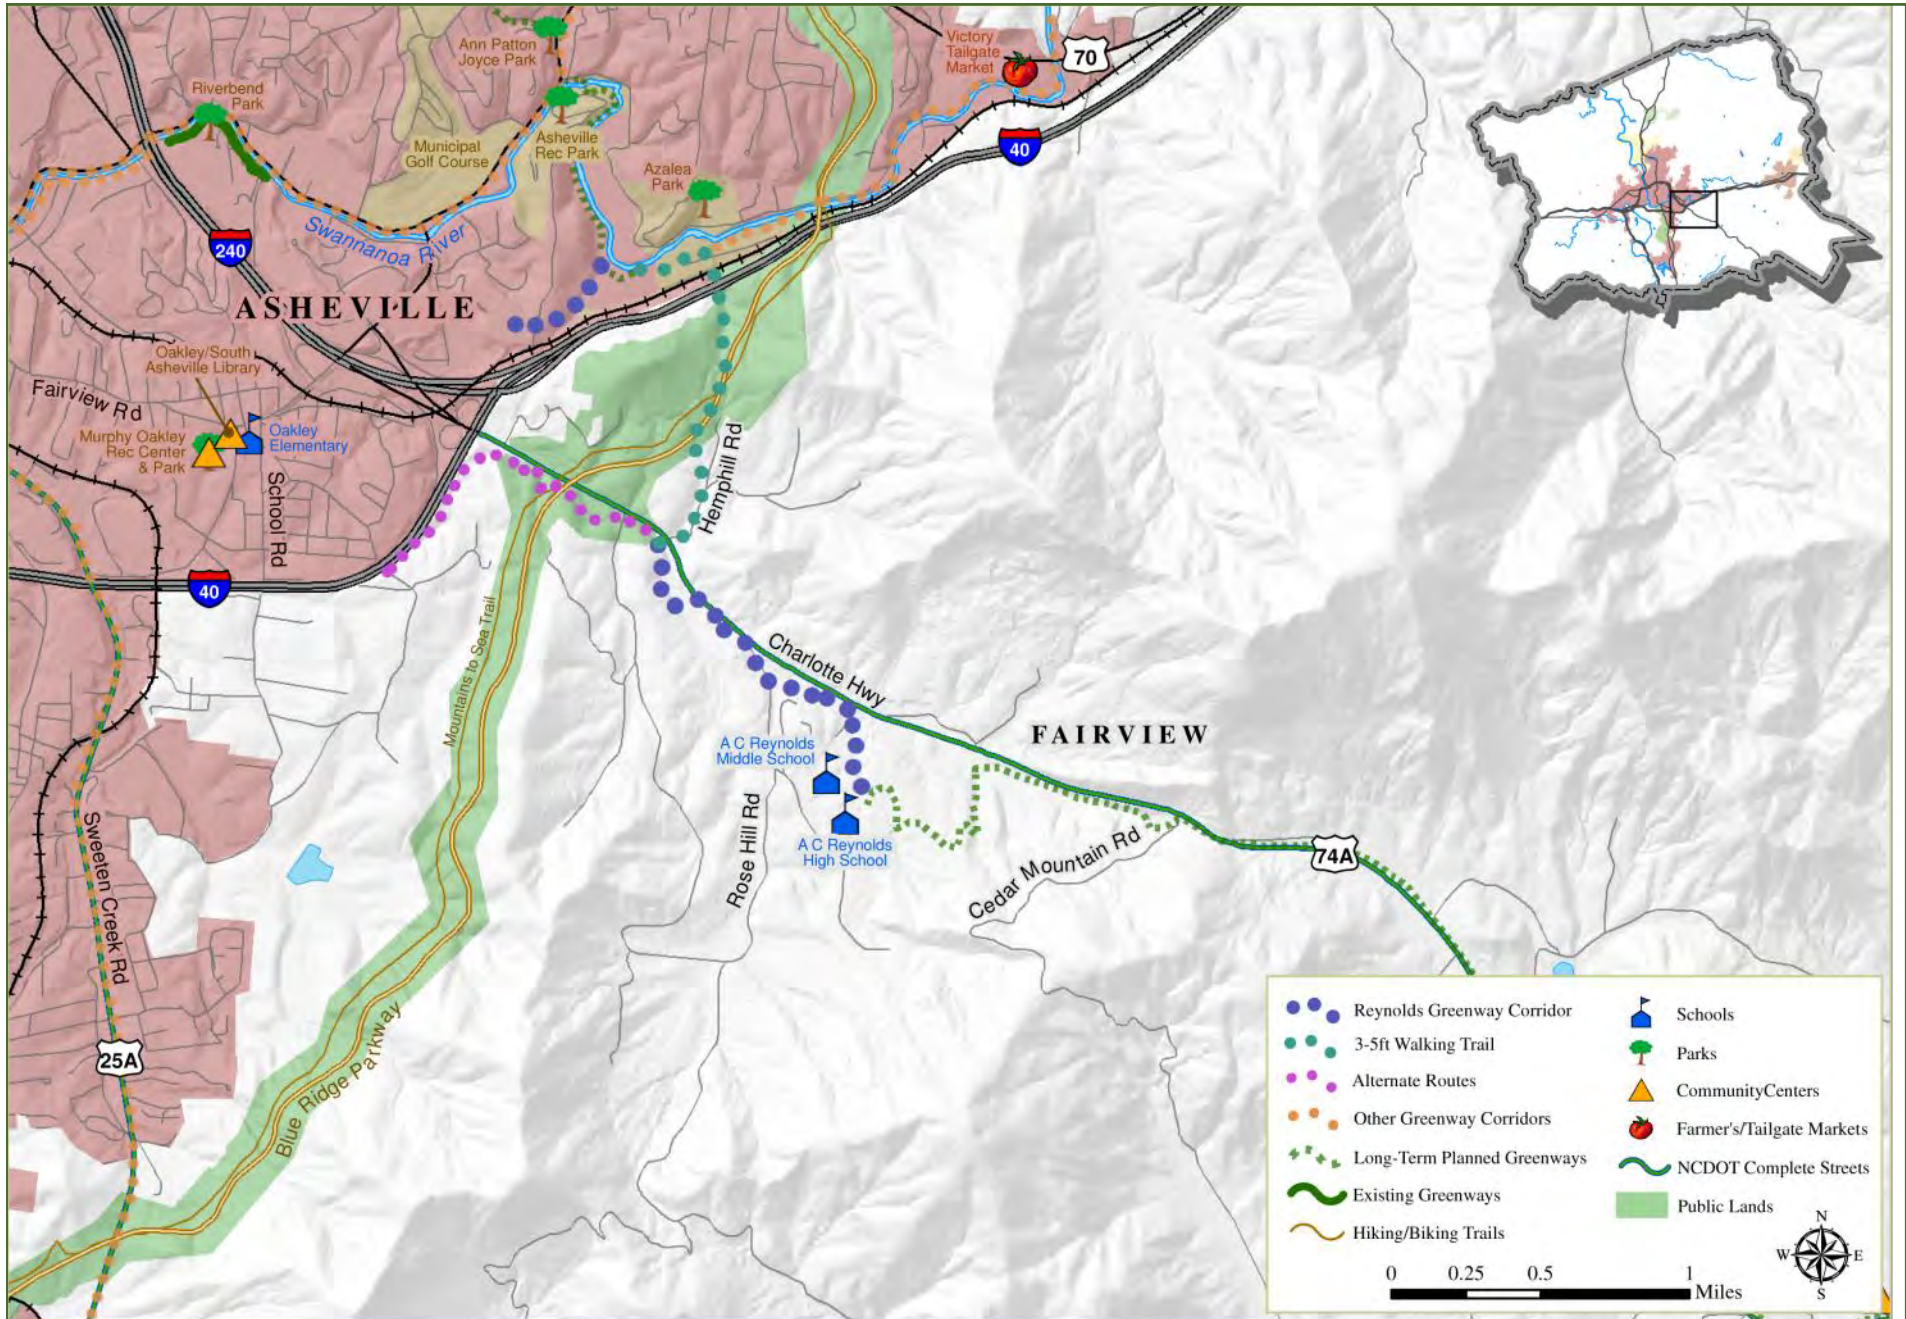 Ann Patton
Joyce Park
Victory
Tailgate
Market
70
Riverbend
Park
Municipal
Golf Course
Asheville
Rec Park
40
Azalea
Park
240
Swannanoa River
ASHEVILLE
Oakley/South
Asheville Library
Fairview Rd
Murphy Oakley
Rec Center
& Park
Oakley
Elementary
School Rd
Hemphill Rd
40
Mountains to Sea Trail
Charlotte Hwy
FAIRVIEW
A C Reynolds
Middle School
Rose Hill Rd
A C Reynolds
High School
Cedar Mountain Rd
74A
Sweeten Creek Rd
25A
Blue Ridge Parkway
Reynolds Greenway Corridor
3-5ft Walking Trail
Alternate Routes
Other Greenway Corridors
Long-Term Planned Greenways
Existing Greenways
Hiking/Biking Trails
Schools
Parks
CommunityCenters
Farmer's/Tailgate Markets
NCDOT Complete Streets
Public Lands
N
W E
S
0 0.25 0.5 1
Miles